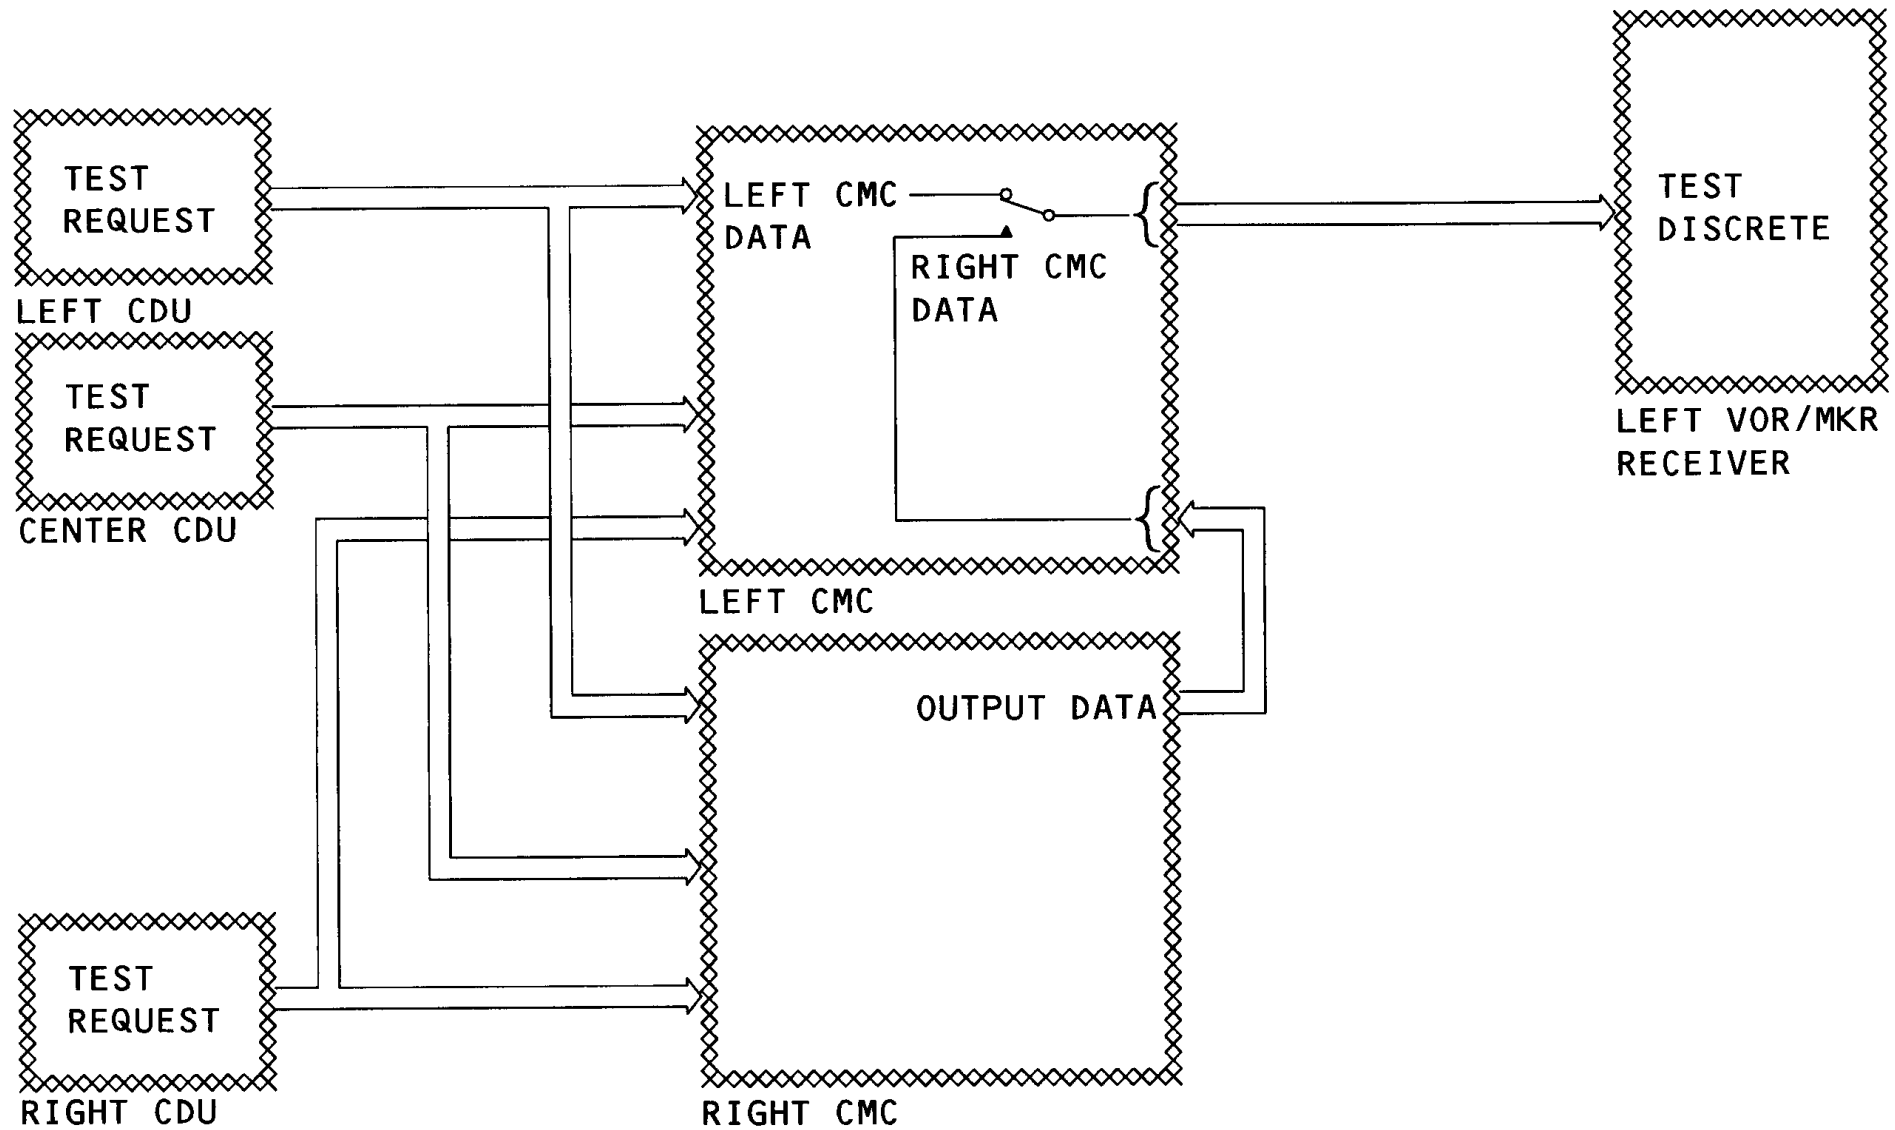 TEST
REQUEST
LEFT CDU
TEST
REQUEST
CENTER CDU
TEST
REQUEST
RIGHT CDU
LEFT CMC
DATA
RIGHT CMC
DATA
LEFT CMC
OUTPUT DATA
RIGHT CMC
TEST
DISCRETE
LEFT VOR/MKR
RECEIVER